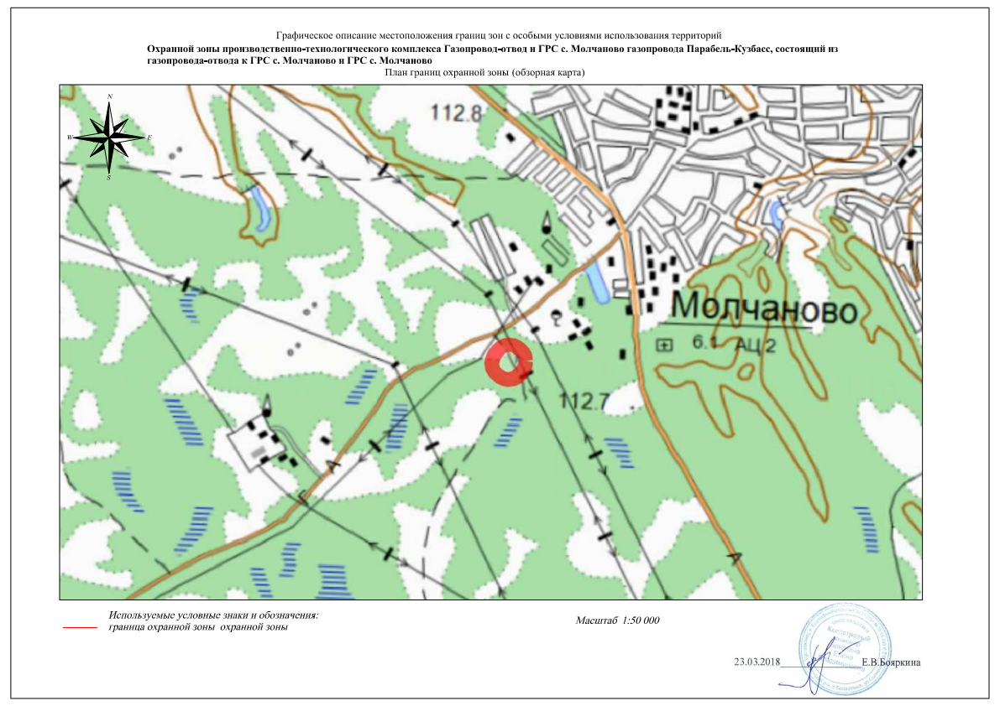 Графическое описание местоположения границ зон с особыми условиями использования территорий
Охранной зоны производственно-технологического комплекса Газопровод-отвод и ГРС с. Молчаново газопровода Парабель-Кузбасс, состоящий из
газопровода-отвода к ГРС с. Молчаново и ГРС с. Молчаново
План границ охранной зоны (обзорная карта)
N
W E
S
112.8
Молчаново
6.1 АЦ 2
112.7
А
А
Используемые условные знаки и обозначения:
граница охранной зоны охранной зоны
Масштаб 1:50 000
Кадастровый
инженер
Елена
23.03.2018 Е.В.Бояркина